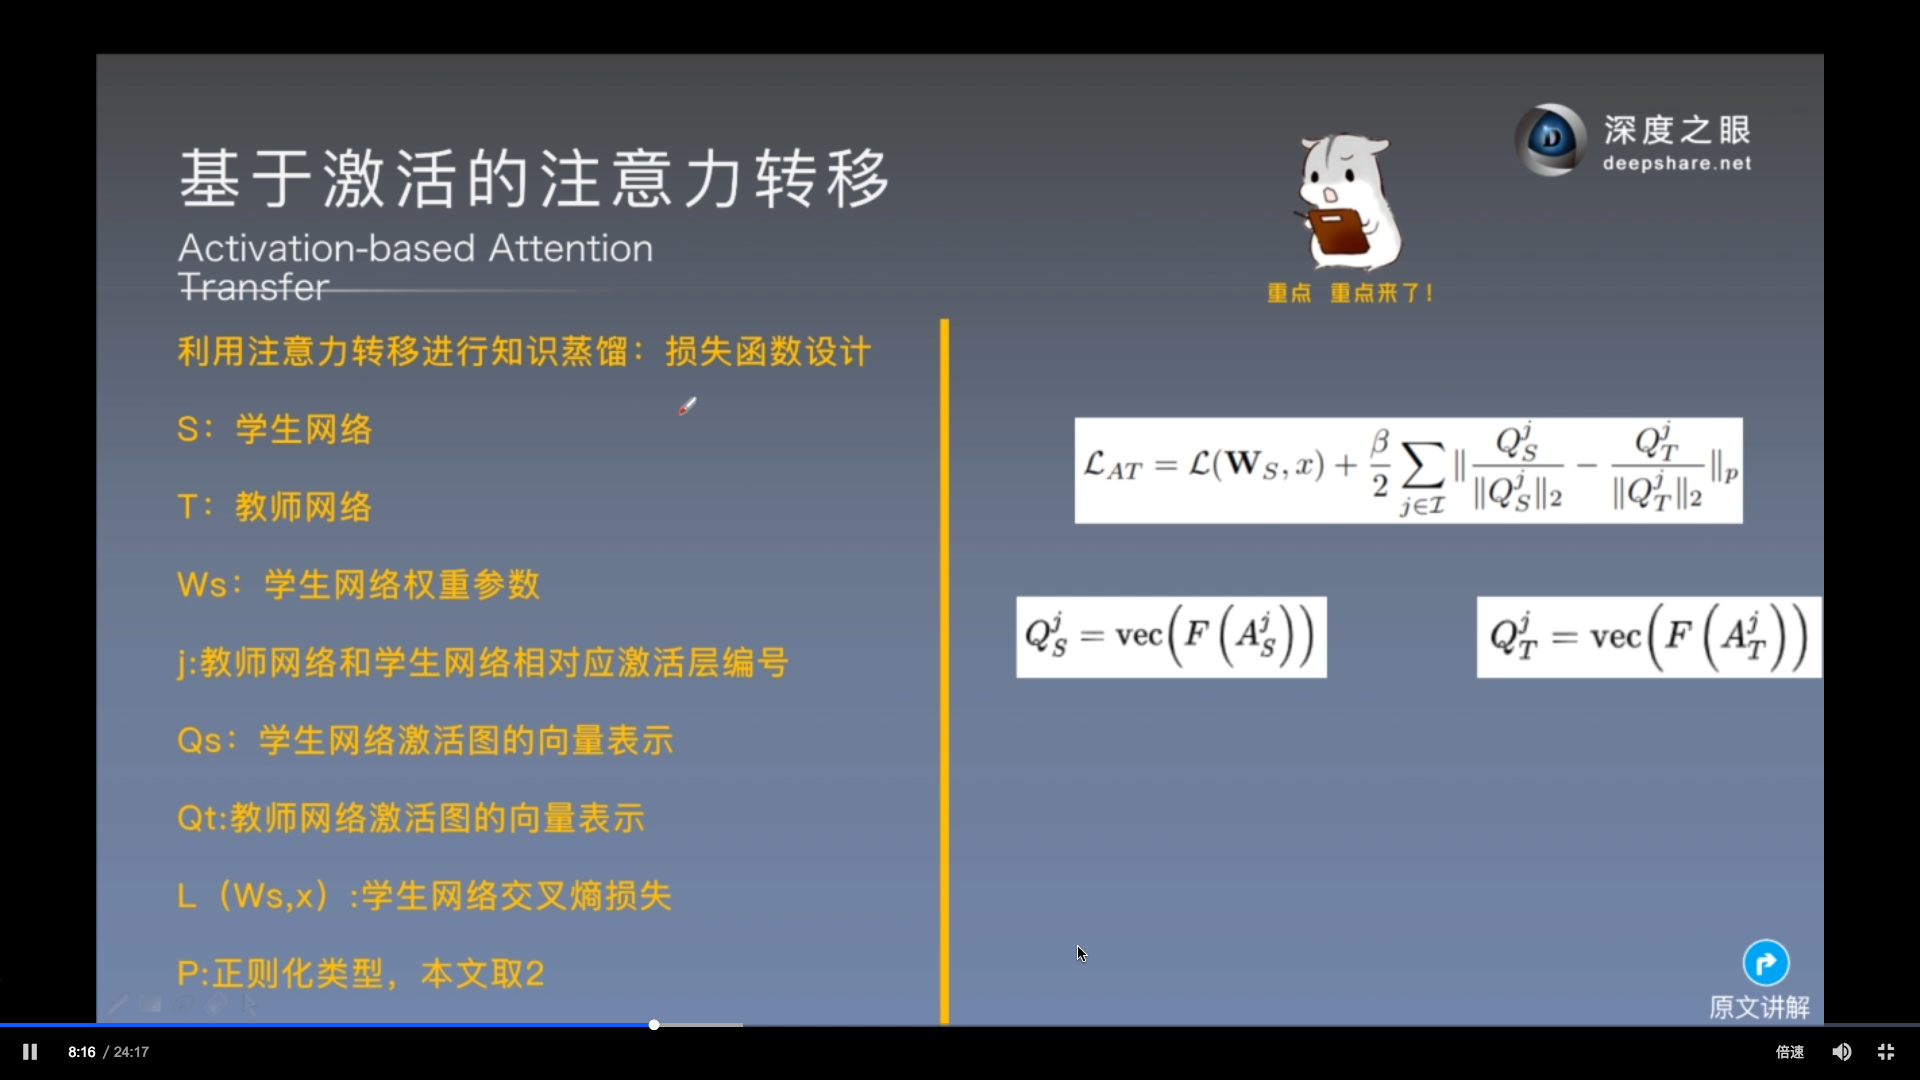 深度之眼
deepshare.net
基于激活的注意力转移
Activation-based Attention
Transfer
重点 重点来了!
利用注意力转移进行知识蒸馏：损失函数设计
S：学生网络
T：教师网络
Ws：学生网络权重参数
j:教师网络和学生网络相对应激活层编号
Qs：学生网络激活图的向量表示
Qt:教师网络激活图的向量表示
L（Ws,x）:学生网络交叉熵损失
P:正则化类型，本文取2
$\mathcal{L}_{AT} = \mathcal{L}(\mathbf{W}_S, x) + \frac{\beta}{2} \sum_{j \in \mathcal{I}} \| \frac{Q_S^j}{\|Q_S^j\|_2} - \frac{Q_T^j}{\|Q_T^j\|_2} \|_p$
$Q_S^j = \mathrm{vec}(F(A_S^j))$
$Q_T^j = \mathrm{vec}(F(A_T^j))$
原文讲解
8:16 / 24:17
倍速